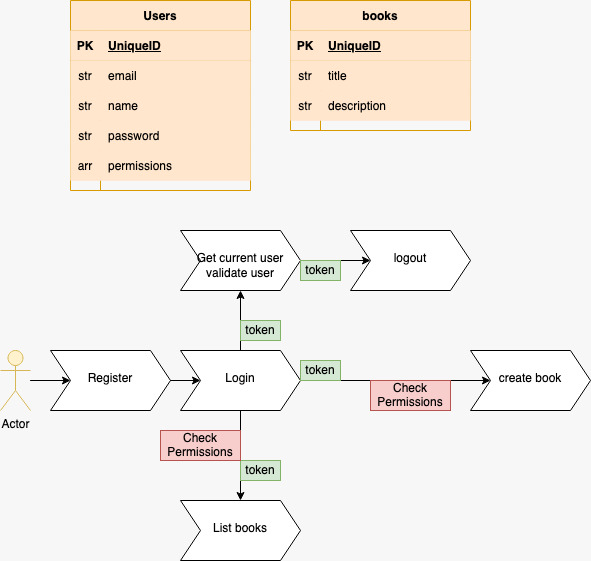 Users
PK UniqueID
str email
str name
str password
arr permissions
books
PK UniqueID
str title
str description
Get current user
validate user
token
logout
token
Actor
Register
Login
token
Check
Permissions
create book
Check
Permissions
token
List books